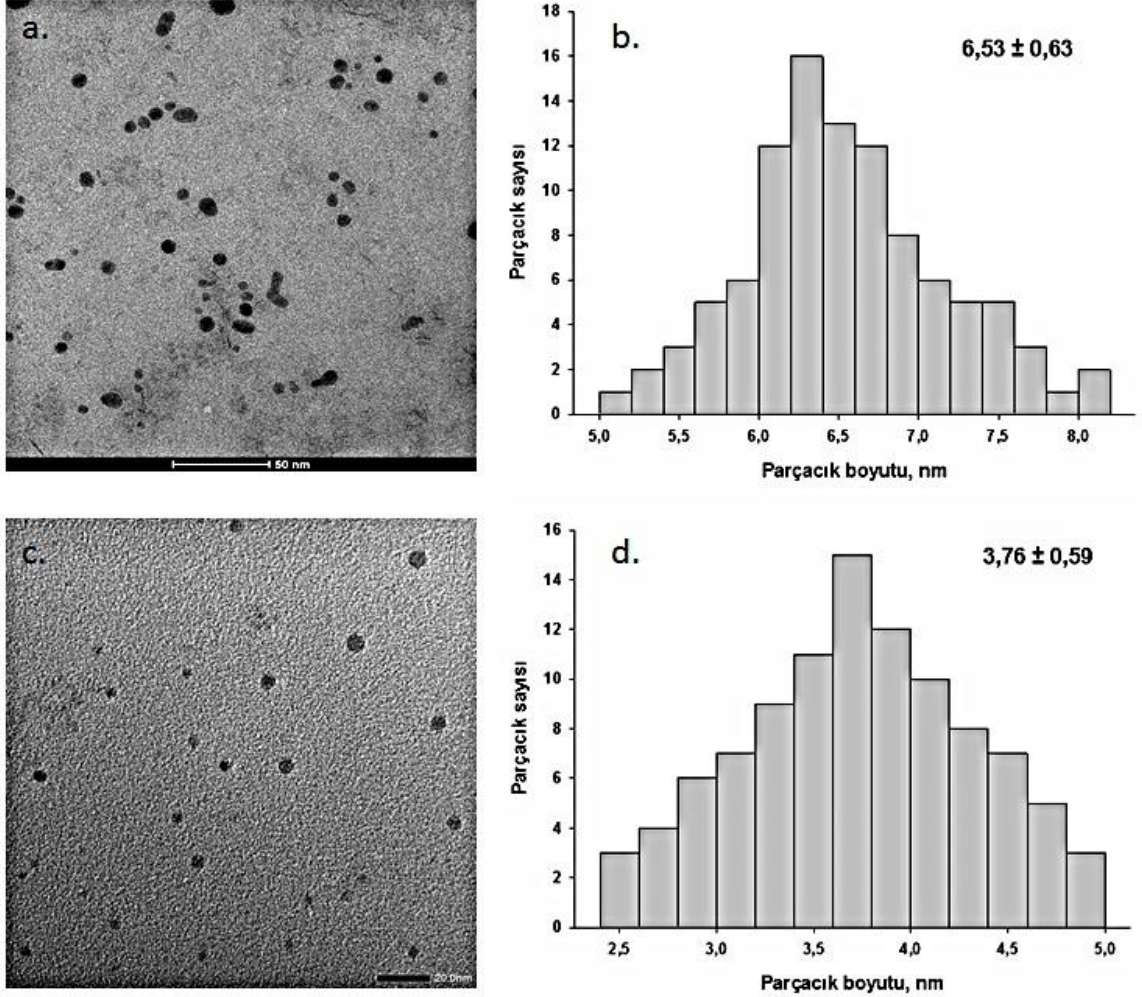 a.
50 nm
b.
6,53 ± 0,63
Parçacık sayısı
18
16
14
12
10
8
6
4
2
0
5,0 5,5 6,0 6,5 7,0 7,5 8,0
Parçacık boyutu, nm
c.
20.0nm
d.
3,76 ± 0,59
Parçacık sayısı
16
14
12
10
8
6
4
2
0
2,5 3,0 3,5 4,0 4,5 5,0
Parçacık boyutu, nm